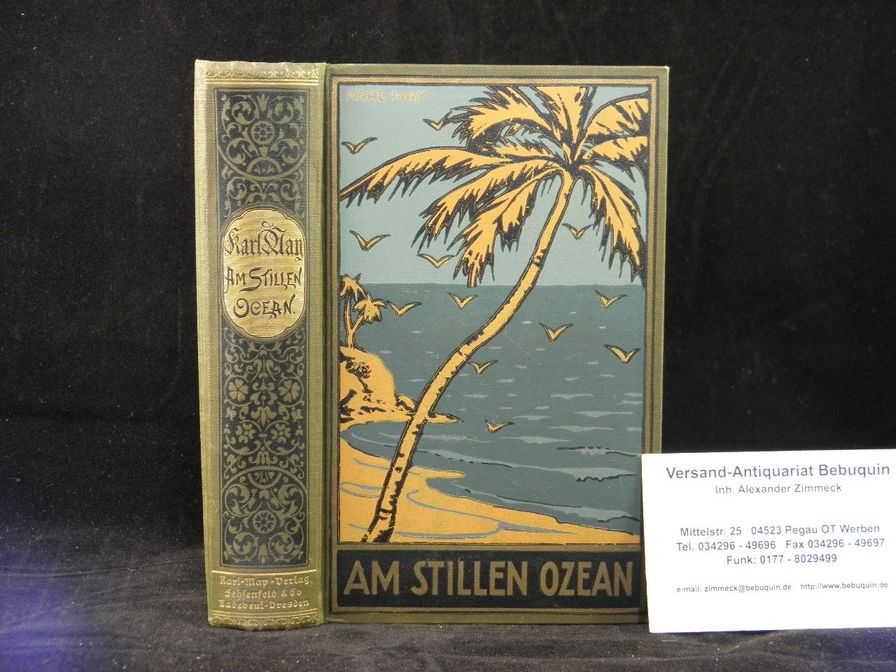 Karl May
AM STILLEN
OCEAN.
Karl-May-Verlag
Fehsenfeld & Co
Radebeul-Dresden
KARL MAY
AM STILLEN OZEAN
Versand-Antiquariat Bebuquin
Inh. Alexander Zimmeck
Mittelstr. 25 04523 Pegau OT Werben
Tel. 034296 - 49696 Fax 034296 - 49697
Funk: 0177 - 8029499
e-mail: zimmeck@bebuquin.de http://www.bebuquin.de